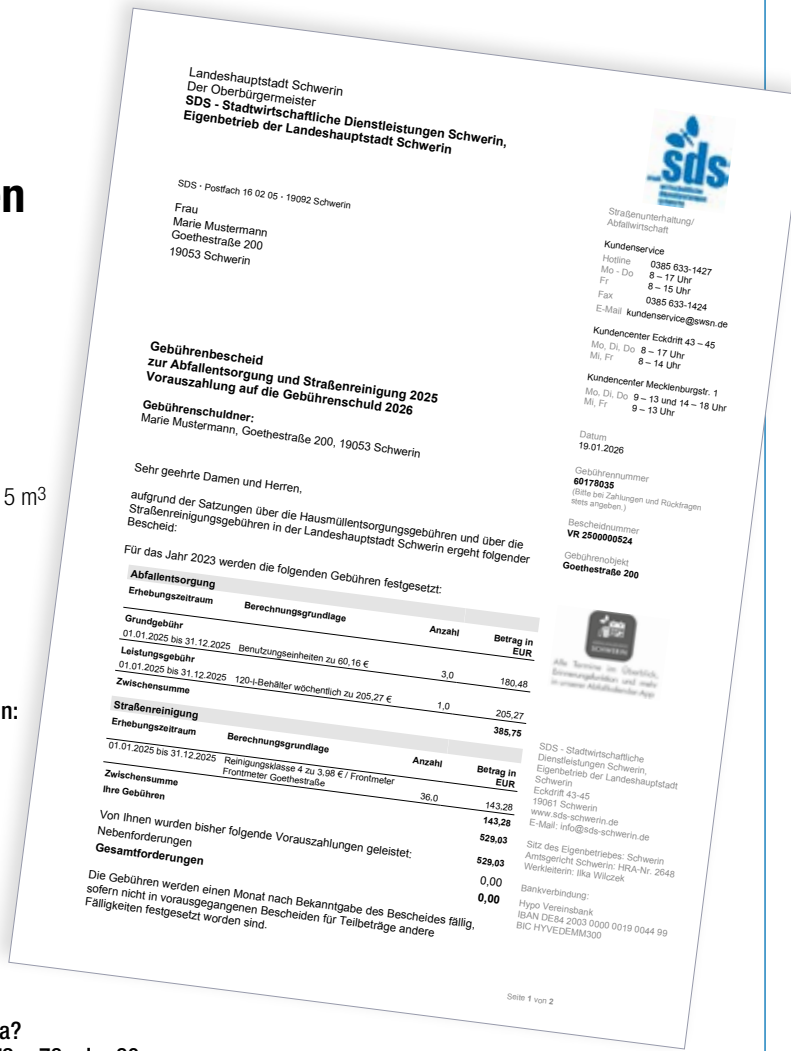 n
5 m³
n:
a?
Landeshauptstadt Schwerin
Der Oberbürgermeister
SDS - Stadtwirtschaftliche Dienstleistungen Schwerin,
Eigenbetrieb der Landeshauptstadt Schwerin
SDS · Postfach 16 02 05 · 19092 Schwerin
Frau
Marie Mustermann
Goethestraße 200
19053 Schwerin
Gebührenbescheid
zur Abfallentsorgung und Straßenreinigung 2025
Vorauszahlung auf die Gebührenschuld 2026
Gebührenschuldner:
Marie Mustermann, Goethestraße 200, 19053 Schwerin
Sehr geehrte Damen und Herren,
aufgrund der Satzungen über die Hausmüllentsorgungsgebühren und über die
Straßenreinigungsgebühren in der Landeshauptstadt Schwerin ergeht folgender
Bescheid:
Für das Jahr 2023 werden die folgenden Gebühren festgesetzt:
Abfallentsorgung
Erhebungszeitraum Berechnungsgrundlage Anzahl Betrag in
EUR
Grundgebühr
01.01.2025 bis 31.12.2025 Benutzungseinheiten zu 60,16 € 3,0 180,48
Leistungsgebühr
01.01.2025 bis 31.12.2025 120-l-Behälter wöchentlich zu 205,27 € 1,0 205,27
Zwischensumme 385,75
Straßenreinigung
Erhebungszeitraum Berechnungsgrundlage Anzahl Betrag in
EUR
01.01.2025 bis 31.12.2025 Reinigungsklasse 4 zu 3,98 € / Frontmeter
Frontmeter Goethestraße 36.0 143,28
Zwischensumme 143,28
Ihre Gebühren 529,03
Von Ihnen wurden bisher folgende Vorauszahlungen geleistet: 529,03
Nebenforderungen 0,00
Gesamtforderungen 0,00
Die Gebühren werden einen Monat nach Bekanntgabe des Bescheides fällig,
sofern nicht in vorausgegangenen Bescheiden für Teilbeträge andere
Fälligkeiten festgesetzt worden sind.
sds
Straßenunterhaltung/
Abfallwirtschaft
Kundenservice
Hotline 0385 633-1427
Mo - Do 8 – 17 Uhr
Fr 8 – 15 Uhr
Fax 0385 633-1424
E-Mail kundenservice@swsn.de
Kundencenter Eckdrift 43 – 45
Mo, Di, Do 8 – 17 Uhr
Mi, Fr 8 – 14 Uhr
Kundencenter Mecklenburgstr. 1
Mo, Di, Do 9 – 13 und 14 – 18 Uhr
Mi, Fr 9 – 13 Uhr
Datum
19.01.2026
Gebührennummer
60178035
(Bitte bei Zahlungen und Rückfragen
stets angeben.)
Bescheidnummer
VR 2500000524
Gebührenobjekt
Goethestraße 200
SCHWERIN
Alle Termine im Überblick,
Erinnerungsfunktion und mehr
in unserer Abfallkalender-App
SDS - Stadtwirtschaftliche
Dienstleistungen Schwerin,
Eigenbetrieb der Landeshauptstadt
Schwerin
Eckdrift 43-45
19061 Schwerin
www.sds-schwerin.de
E-Mail: info@sds-schwerin.de
Sitz des Eigenbetriebes: Schwerin
Amtsgericht Schwerin: HRA-Nr. 2648
Werkleiterin: Ilka Wilczek
Bankverbindung:
Hypo Vereinsbank
IBAN DE84 2003 0000 0019 0044 99
BIC HYVEDEMM300
Seite 1 von 2